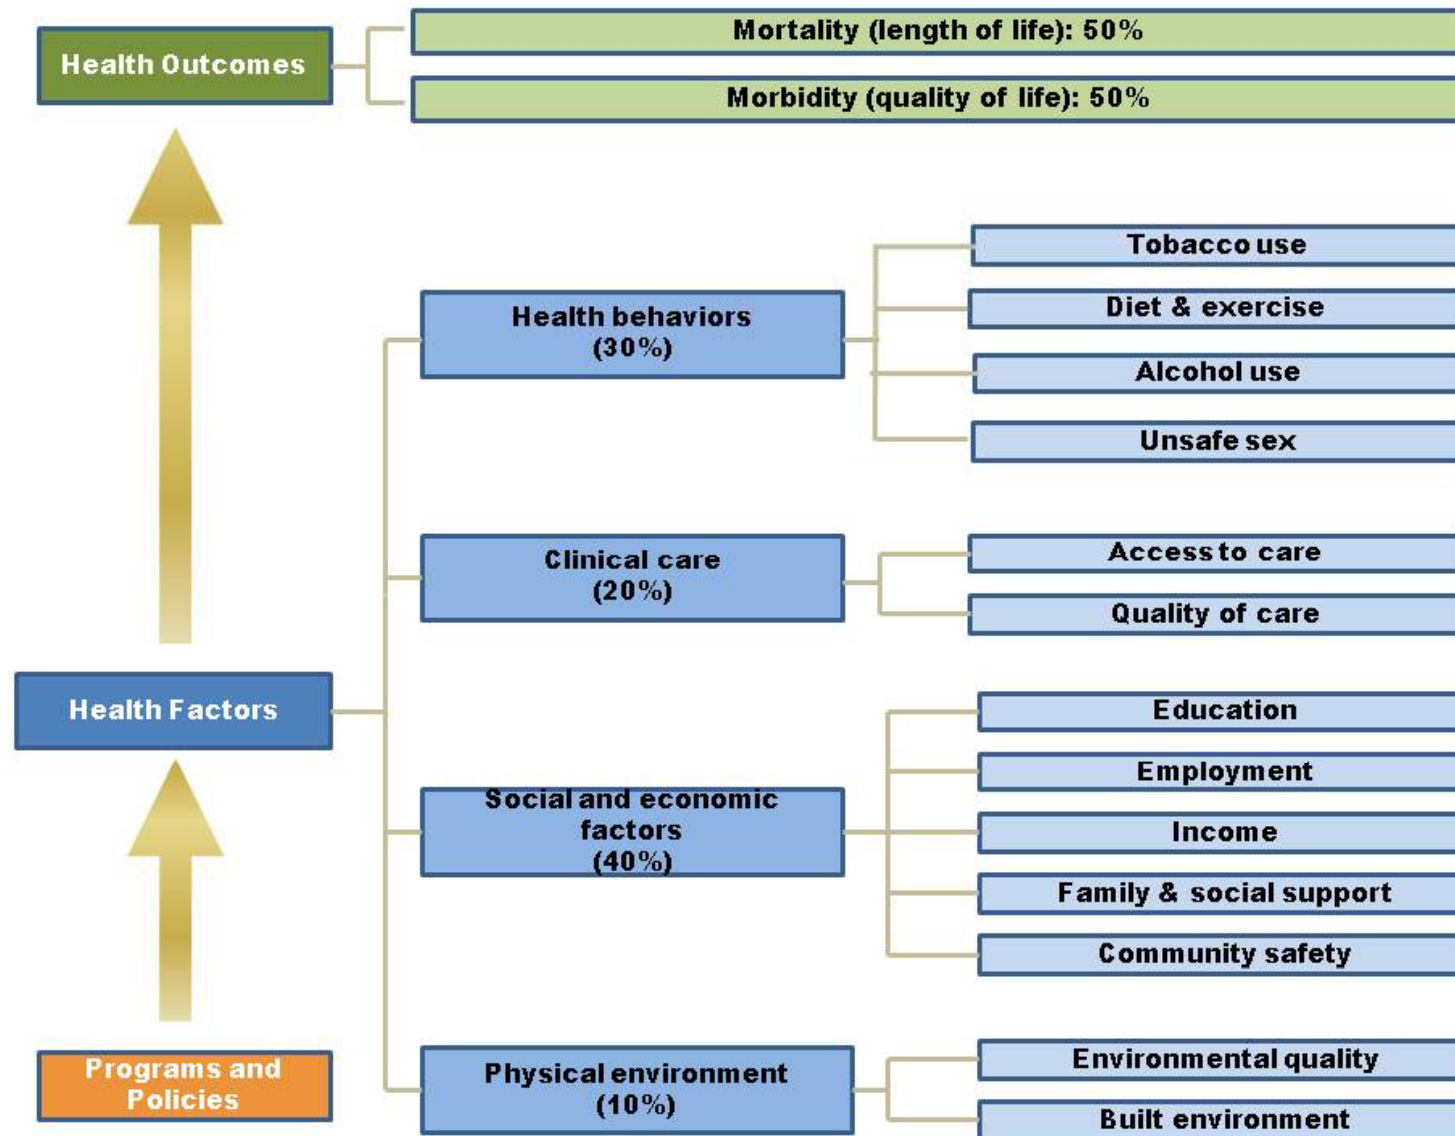 Health Outcomes
Mortality (length of life): 50%
Morbidity (quality of life): 50%
Health Factors
Programs and
Policies
Health behaviors
(30%)
Tobacco use
Diet & exercise
Alcohol use
Unsafe sex
Clinical care
(20%)
Access to care
Quality of care
Social and economic
factors
(40%)
Education
Employment
Income
Family & social support
Community safety
Physical environment
(10%)
Environmental quality
Built environment